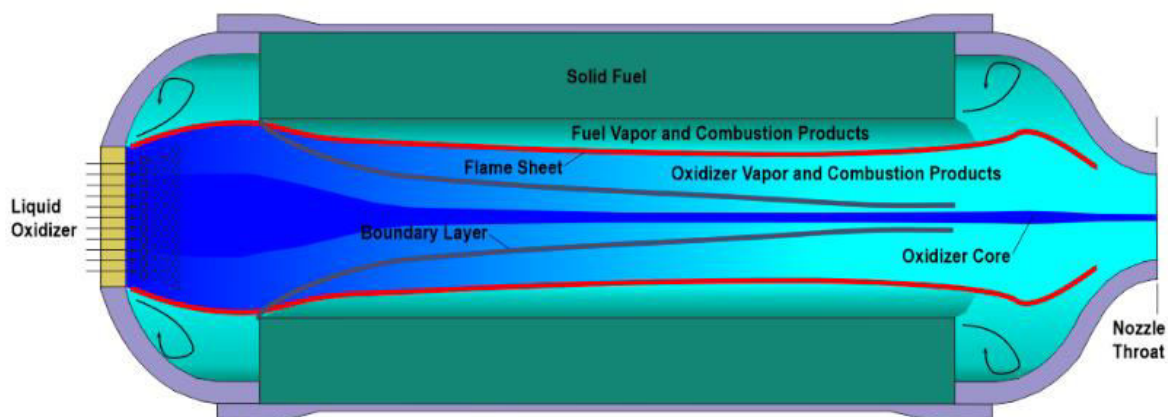 Solid Fuel
Fuel Vapor and Combustion Products
Flame Sheet
Oxidizer Vapor and Combustion Products
Liquid
Oxidizer
Boundary Layer
Oxidizer Core
Nozzle
Throat